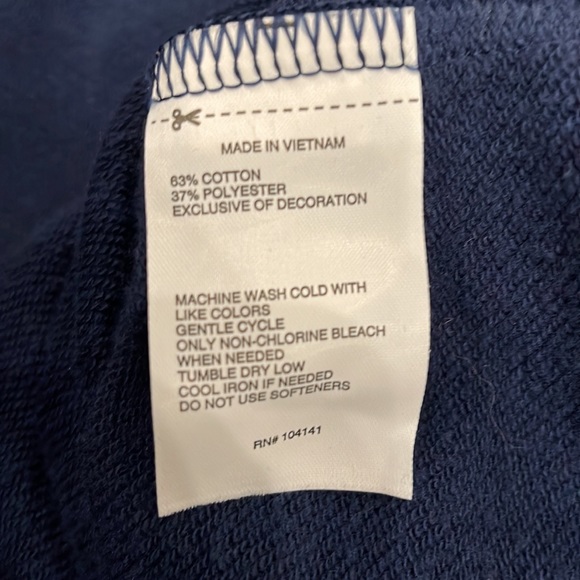 MADE IN VIETNAM
63% COTTON
37% POLYESTER
EXCLUSIVE OF DECORATION
MACHINE WASH COLD WITH
LIKE COLORS
GENTLE CYCLE
ONLY NON-CHLORINE BLEACH
WHEN NEEDED
TUMBLE DRY LOW
COOL IRON IF NEEDED
DO NOT USE SOFTENERS
RN# 104141